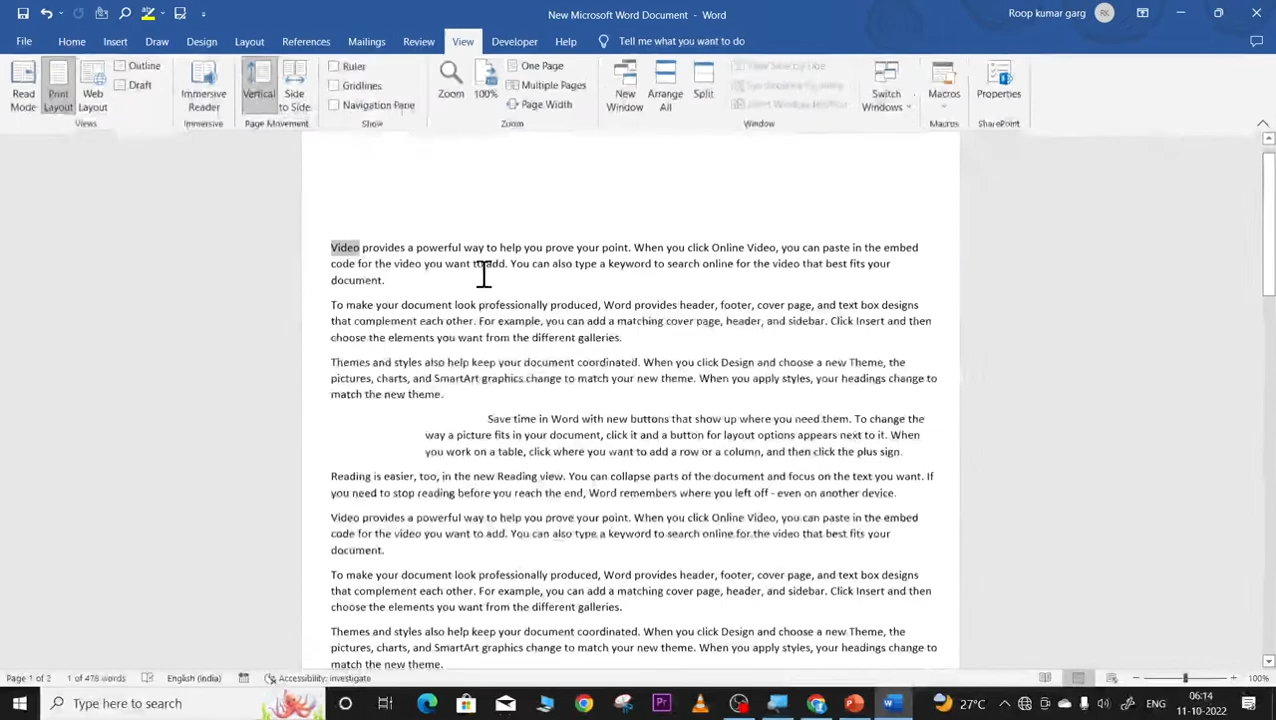 New Microsoft Word Document - Word
Roop kumar garg RK
File Home Insert Draw Design Layout References Mailings Review View Developer Help Tell me what you want to do
Read Mode
Print Layout
Web Layout
Outline
Draft
Views
Immersive Reader
Immersive
Vertical
Side to Side
Page Movement
Ruler
Gridlines
Navigation Pane
Show
Zoom
100%
One Page
Multiple Pages
Page Width
Zoom
New Window
Arrange All
Split
Window
Switch Windows
Macros
Macros
Properties
SharePoint
Video provides a powerful way to help you prove your point. When you click Online Video, you can paste in the embed
code for the video you want to add. You can also type a keyword to search online for the video that best fits your
document.
To make your document look professionally produced, Word provides header, footer, cover page, and text box designs
that complement each other. For example, you can add a matching cover page, header, and sidebar. Click Insert and then
choose the elements you want from the different galleries.
Themes and styles also help keep your document coordinated. When you click Design and choose a new Theme, the
pictures, charts, and SmartArt graphics change to match your new theme. When you apply styles, your headings change to
match the new theme.
Save time in Word with new buttons that show up where you need them. To change the
way a picture fits in your document, click it and a button for layout options appears next to it. When
you work on a table, click where you want to add a row or a column, and then click the plus sign.
Reading is easier, too, in the new Reading view. You can collapse parts of the document and focus on the text you want. If
you need to stop reading before you reach the end, Word remembers where you left off - even on another device.
Video provides a powerful way to help you prove your point. When you click Online Video, you can paste in the embed
code for the video you want to add. You can also type a keyword to search online for the video that best fits your
document.
To make your document look professionally produced, Word provides header, footer, cover page, and text box designs
that complement each other. For example, you can add a matching cover page, header, and sidebar. Click Insert and then
choose the elements you want from the different galleries.
Themes and styles also help keep your document coordinated. When you click Design and choose a new Theme, the
pictures, charts, and SmartArt graphics change to match your new theme. When you apply styles, your headings change to
match the new theme.
Page 1 of 2 1 of 478 words English (India) Accessibility: Investigate 100%
Type here to search
Pr
27°C
06:14
11-10-2022